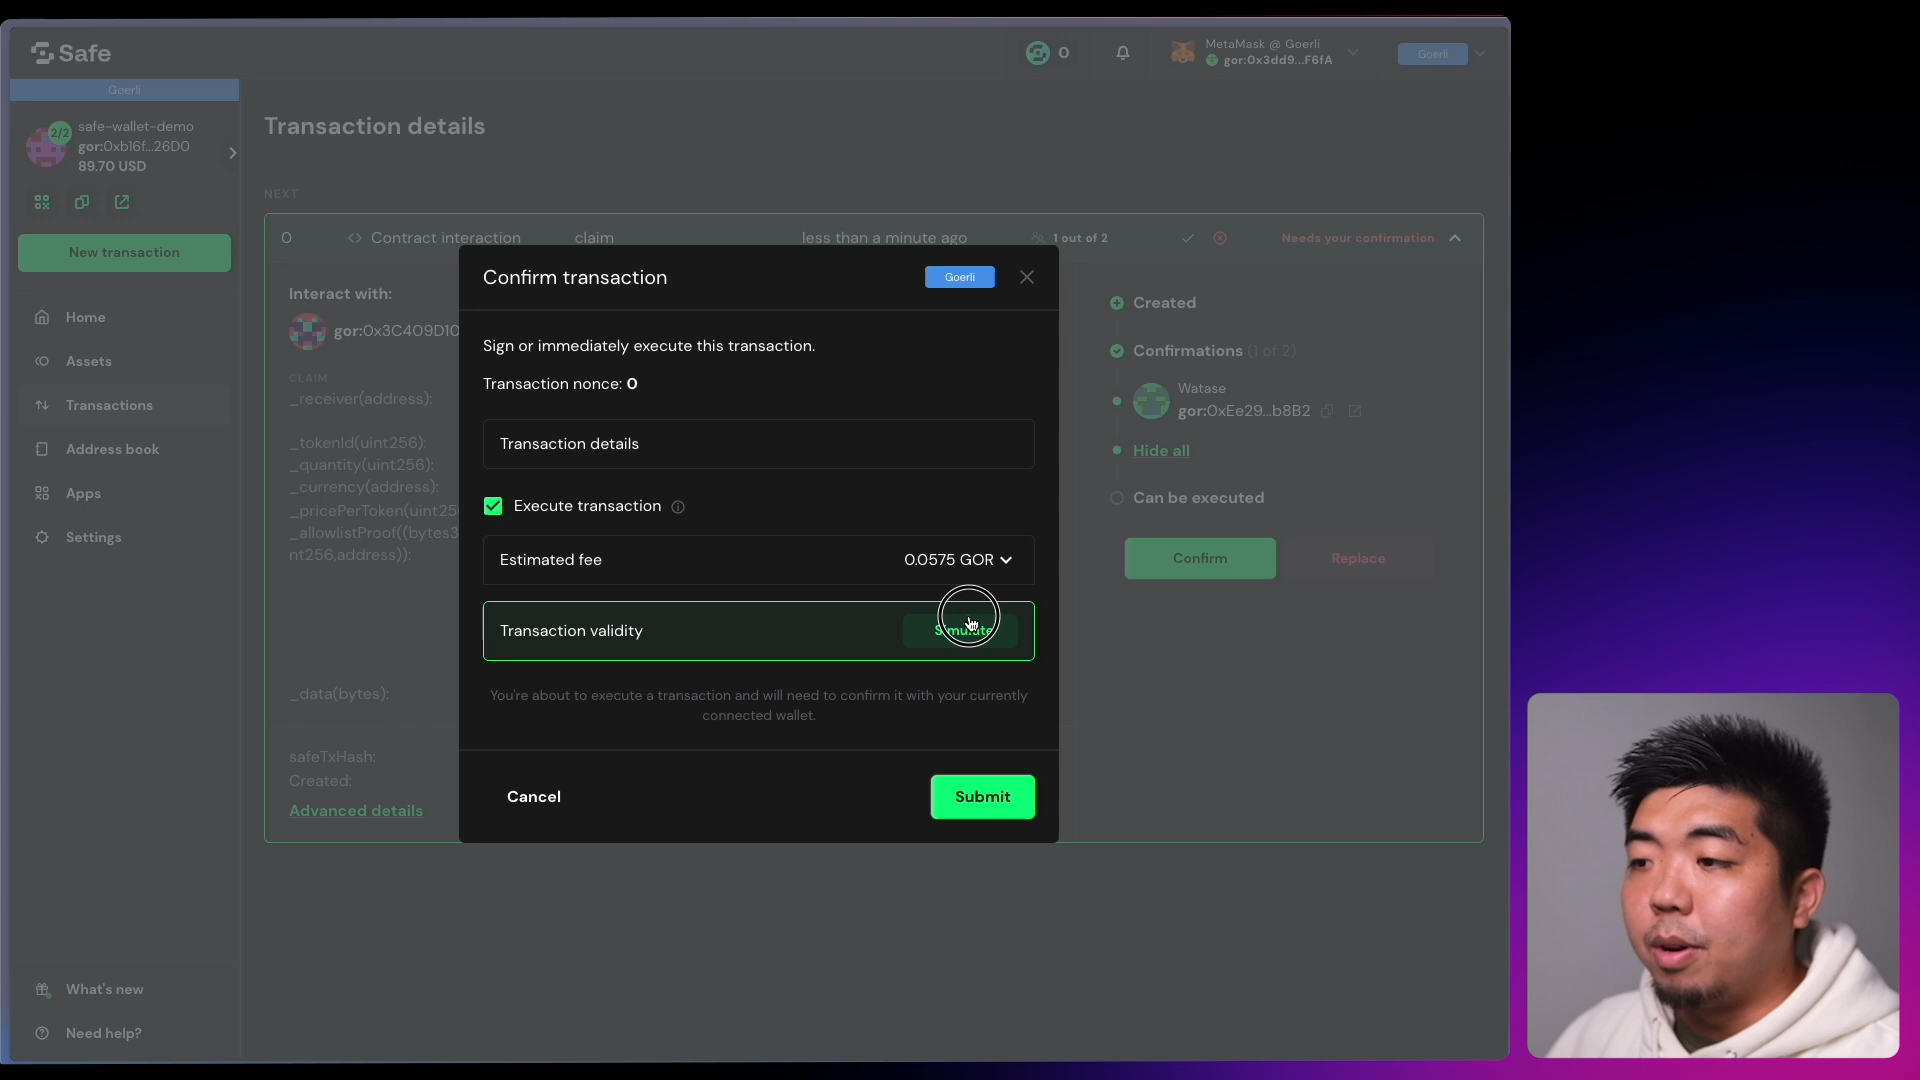 Safe
0
MetaMask @ Goerli
gor:0x3dd9...F6fA
Goerli
Goerli
2/2
safe-wallet-demo
gor:0xb16f...26D0
89.70 USD
New transaction
Home
Assets
Transactions
Address book
Apps
Settings
What's new
Need help?
Transaction details
NEXT
0
Contract interaction
claim
less than a minute ago
1 out of 2
Needs your confirmation
Interact with:
gor:0x3C409D10
CLAIM
_receiver(address):
_tokenId(uint256):
_quantity(uint256):
_currency(address):
_pricePerToken(uint25
_allowlistProof((bytes3
nt256,address)):
_data(bytes):
safeTxHash:
Created:
Advanced details
Confirm transaction
Goerli
Sign or immediately execute this transaction.
Transaction nonce: 0
Transaction details
Execute transaction
Estimated fee
0.0575 GOR
Transaction validity
Simulate
You're about to execute a transaction and will need to confirm it with your currently
connected wallet.
Cancel
Submit
Created
Confirmations (1 of 2)
Watase
gor:0xEe29...b8B2
Hide all
Can be executed
Confirm
Replace